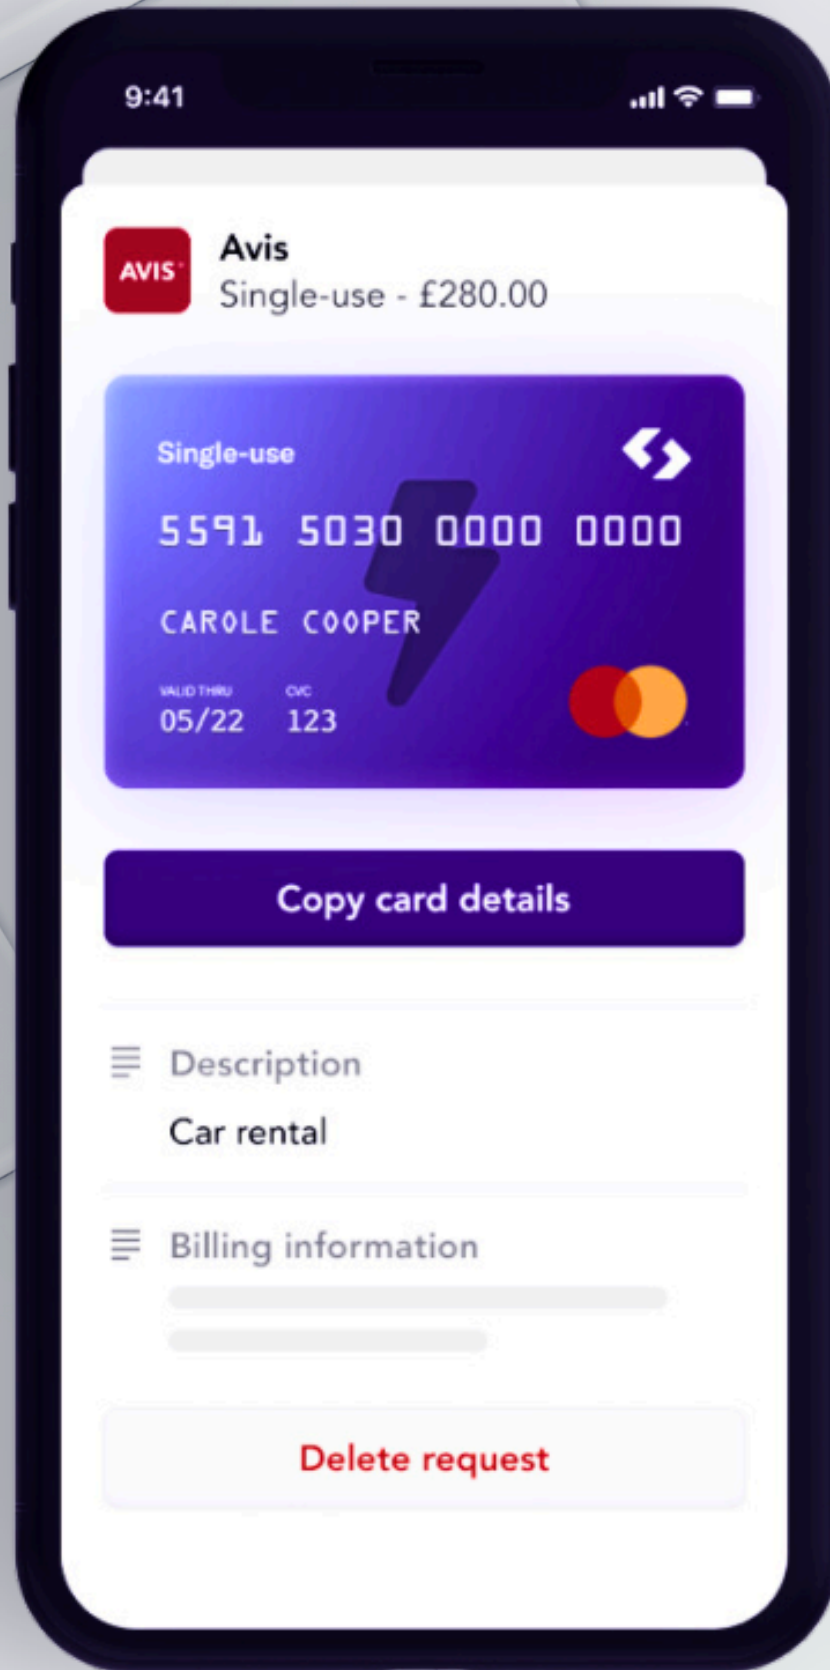 9:41
AVIS
Avis
Single-use - £280.00
Single-use
5591 5030 0000 0000
CAROLE COOPER
VALID THRU CVC
05/22 123
Copy card details
Description
Car rental
Billing information
Delete request